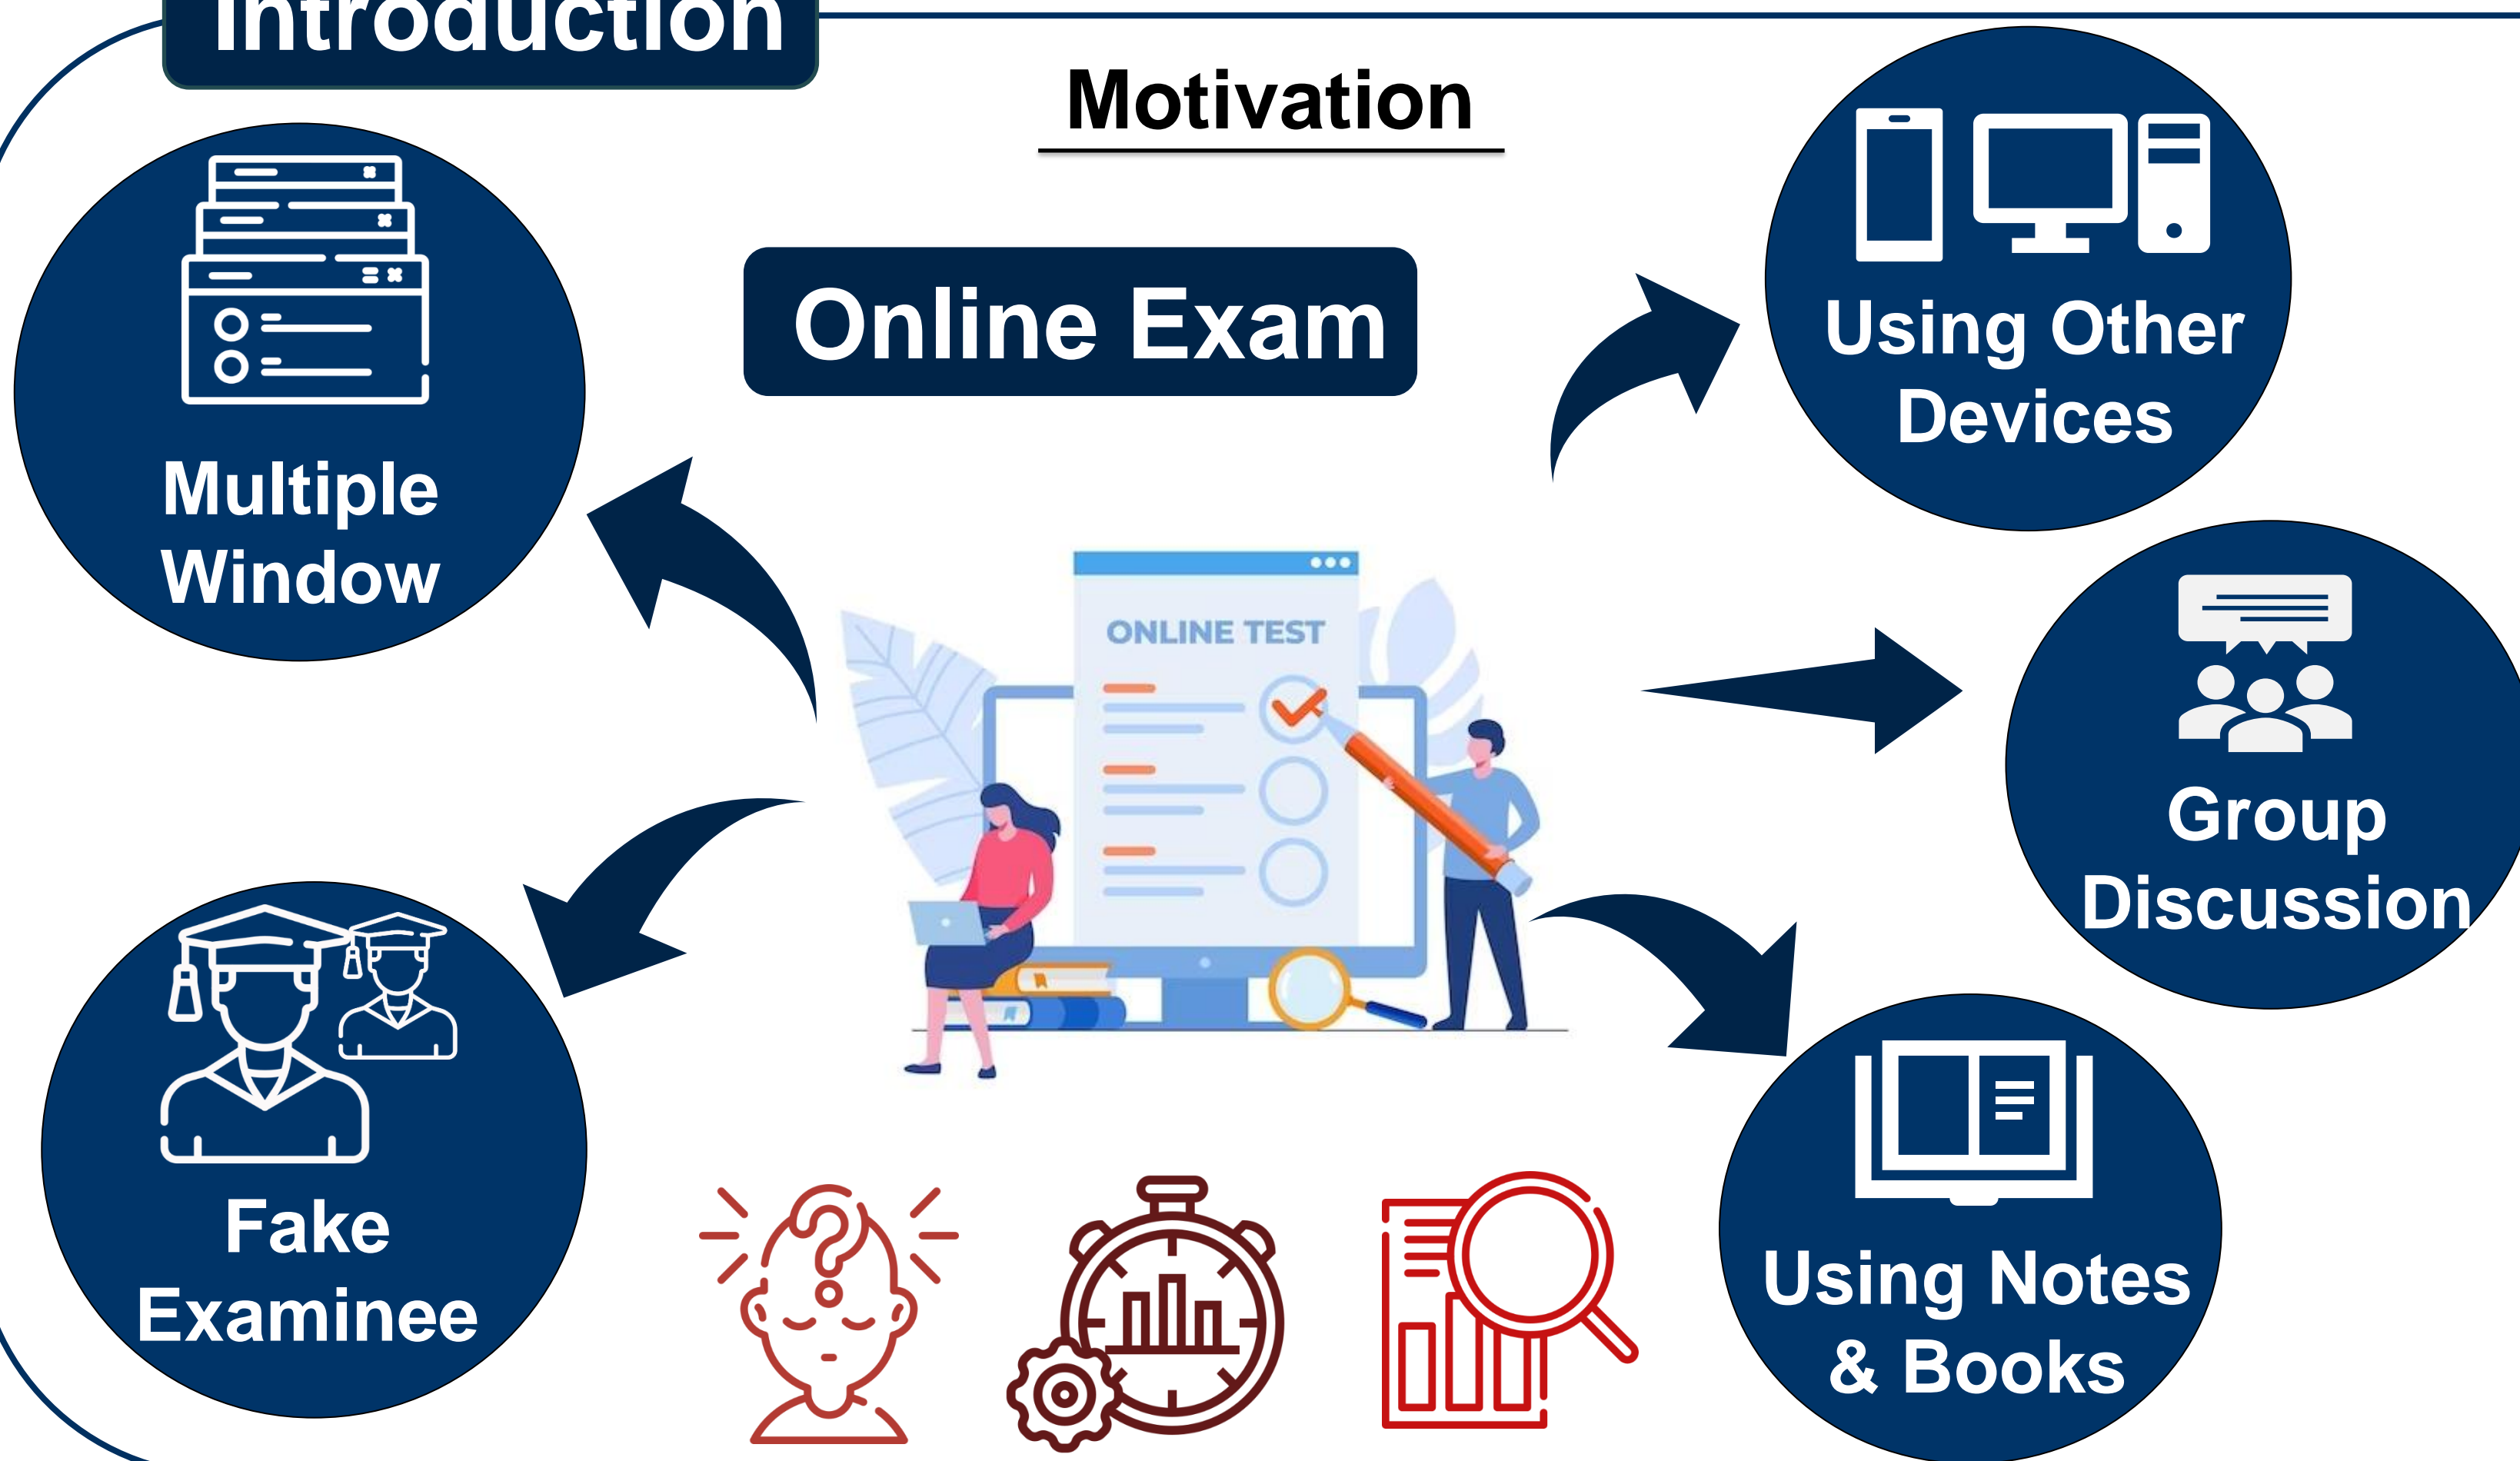 Introduction
Motivation
Online Exam
Multiple
Window
Using Other
Devices
ONLINE TEST
Group
Discussion
Fake
Examinee
Using Notes
& Books